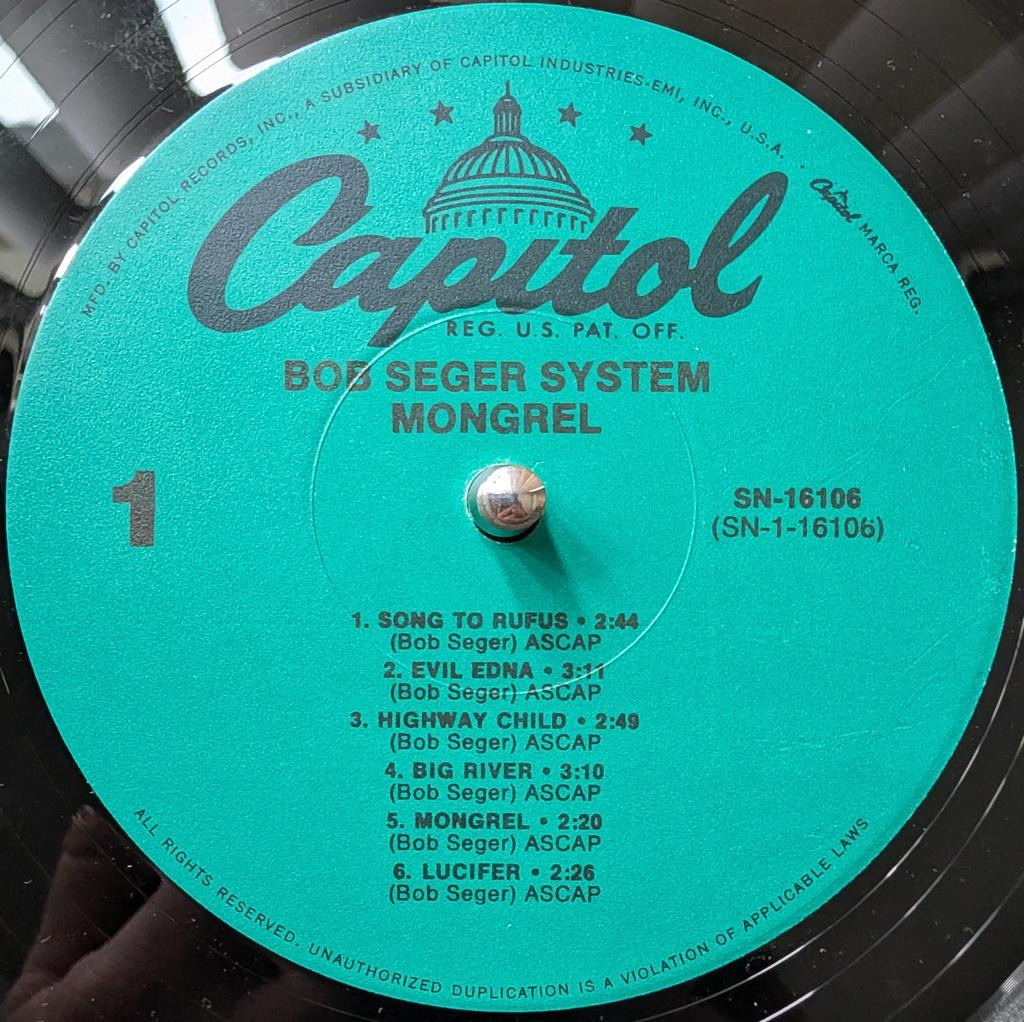 MFD. BY CAPITOL RECORDS, INC., A SUBSIDIARY OF CAPITOL INDUSTRIES-EMI, INC., U.S.A. · Capitol MARCA REG.
Capitol
REG. U.S. PAT. OFF.
BOB SEGER SYSTEM
MONGREL
1
SN-16106
(SN-1-16106)
1. SONG TO RUFUS • 2:44
(Bob Seger) ASCAP
2. EVIL EDNA • 3:11
(Bob Seger) ASCAP
3. HIGHWAY CHILD • 2:49
(Bob Seger) ASCAP
4. BIG RIVER • 3:10
(Bob Seger) ASCAP
5. MONGREL • 2:20
(Bob Seger) ASCAP
6. LUCIFER • 2:26
(Bob Seger) ASCAP
ALL RIGHTS RESERVED. UNAUTHORIZED DUPLICATION IS A VIOLATION OF APPLICABLE LAWS